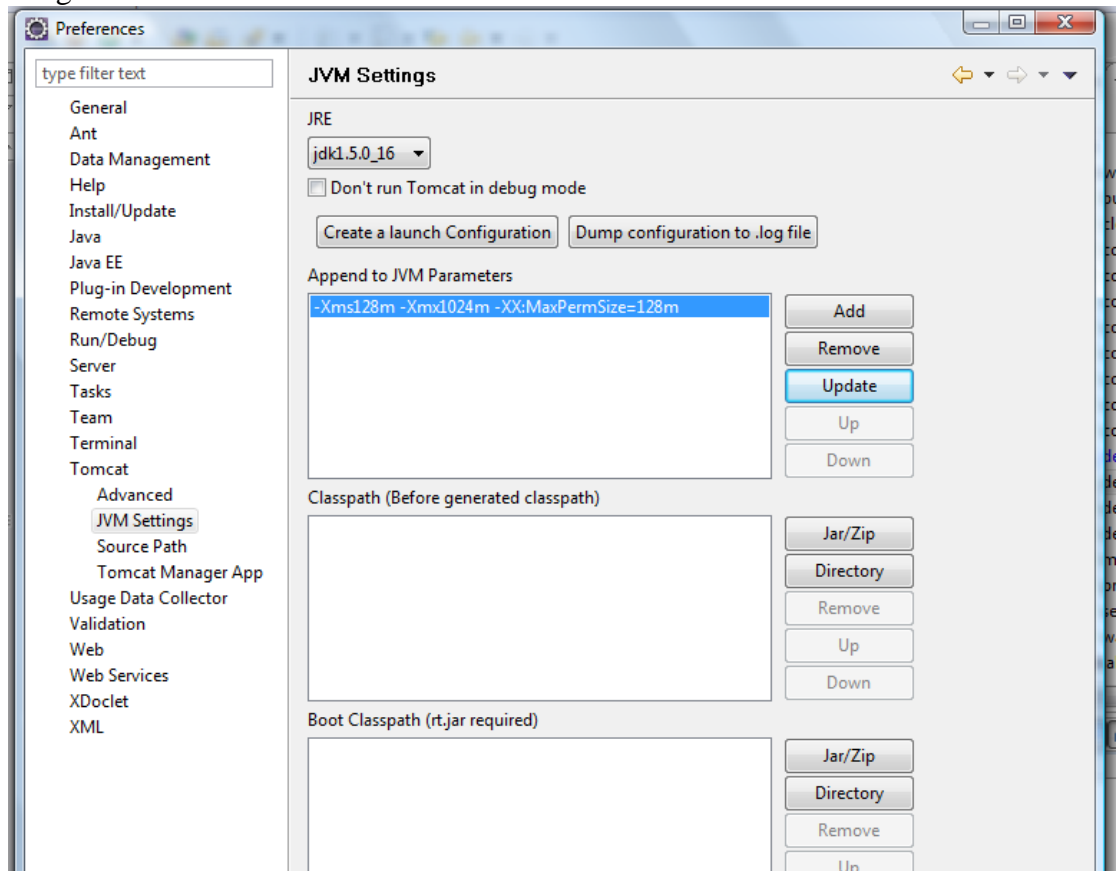 Preferences
type filter text
General
Ant
Data Management
Help
Install/Update
Java
Java EE
Plug-in Development
Remote Systems
Run/Debug
Server
Tasks
Team
Terminal
Tomcat
Advanced
JVM Settings
Source Path
Tomcat Manager App
Usage Data Collector
Validation
Web
Web Services
XDoclet
XML
JVM Settings
JRE
jdk1.5.0_16
Don't run Tomcat in debug mode
Create a launch Configuration Dump configuration to .log file
Append to JVM Parameters
-Xms128m -Xmx1024m -XX:MaxPermSize=128m
Add
Remove
Update
Up
Down
Classpath (Before generated classpath)
Jar/Zip
Directory
Remove
Up
Down
Boot Classpath (rt.jar required)
Jar/Zip
Directory
Remove
Up